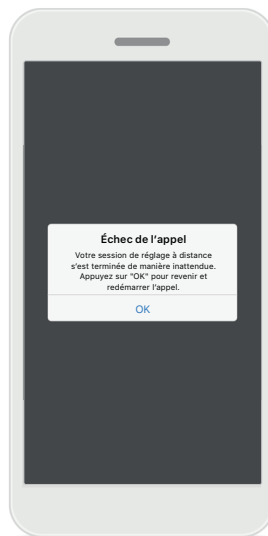 Échec de l’appel
Votre session de réglage à distance
s'est terminée de manière inattendue.
Appuyez sur "OK" pour revenir et
redémarrer l'appel.
OK